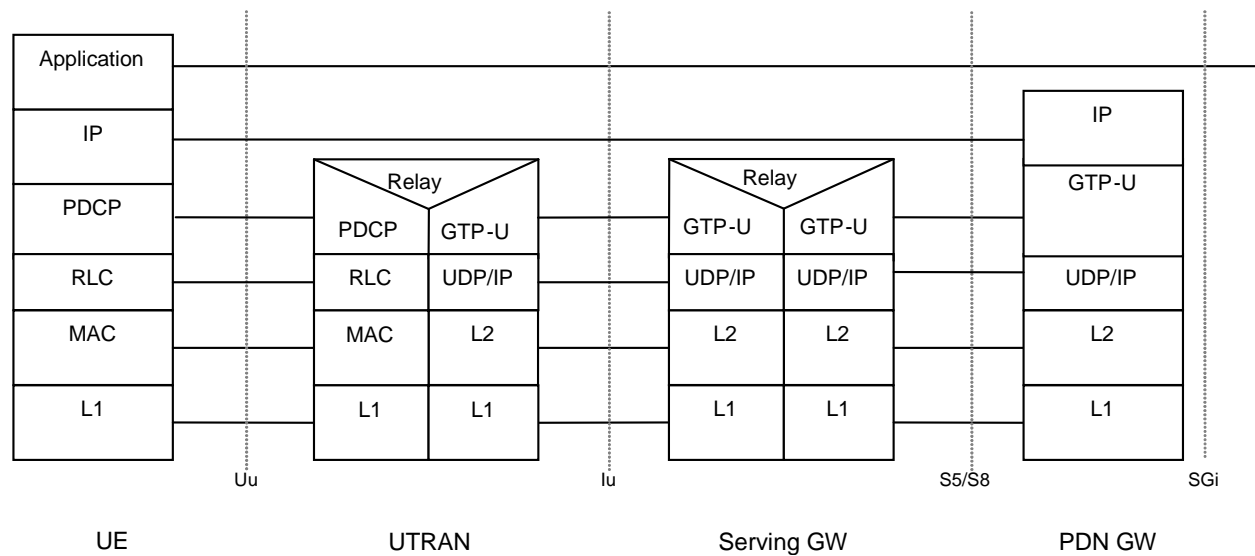 Application
IP
PDCP
RLC
MAC
L1
Relay
PDCP
GTP-U
RLC
UDP/IP
MAC
L2
L1
L1
Relay
GTP-U
GTP-U
UDP/IP
UDP/IP
L2
L2
L1
L1
IP
GTP-U
UDP/IP
L2
L1
Uu
Iu
S5/S8
SGi
UE
UTRAN
Serving GW
PDN GW